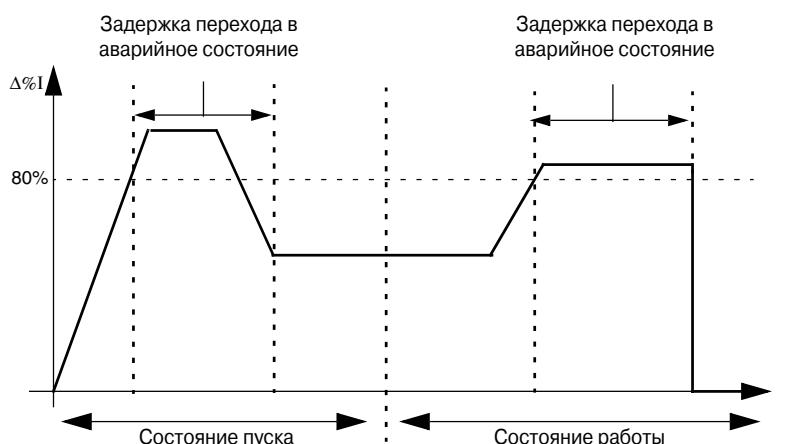 Задержка перехода в
аварийное состояние
Задержка перехода в
аварийное состояние
Δ%I
80%
Состояние пуска
Состояние работы